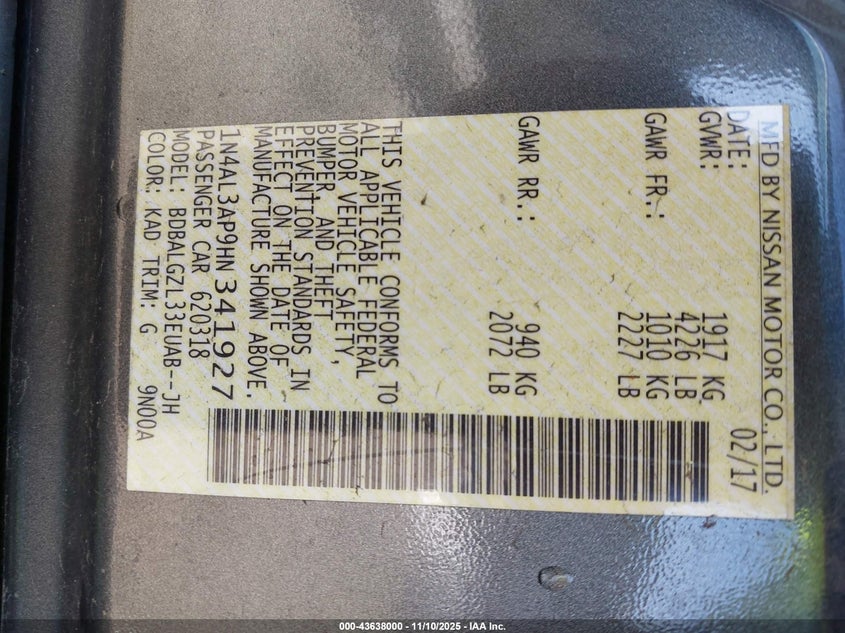 MFD BY NISSAN MOTOR CO., LTD.
DATE: 02/17
GVWR: 1917 KG
4226 LB
GAWR FR.: 1010 KG
2227 LB
GAWR RR.: 940 KG
2072 LB
THIS VEHICLE CONFORMS TO
ALL APPLICABLE FEDERAL
MOTOR VEHICLE SAFETY,
BUMPER, AND THEFT
PREVENTION STANDARDS IN
EFFECT ON THE DATE OF
MANUFACTURE SHOWN ABOVE.
1N4AL3AP9HN341927
PASSENGER CAR 620318
MODEL: BDBALGZL33EUAB--JH
COLOR: KAD TRIM: G 9N00A
000-43638000 — 11/10/2025 - IAA Inc.